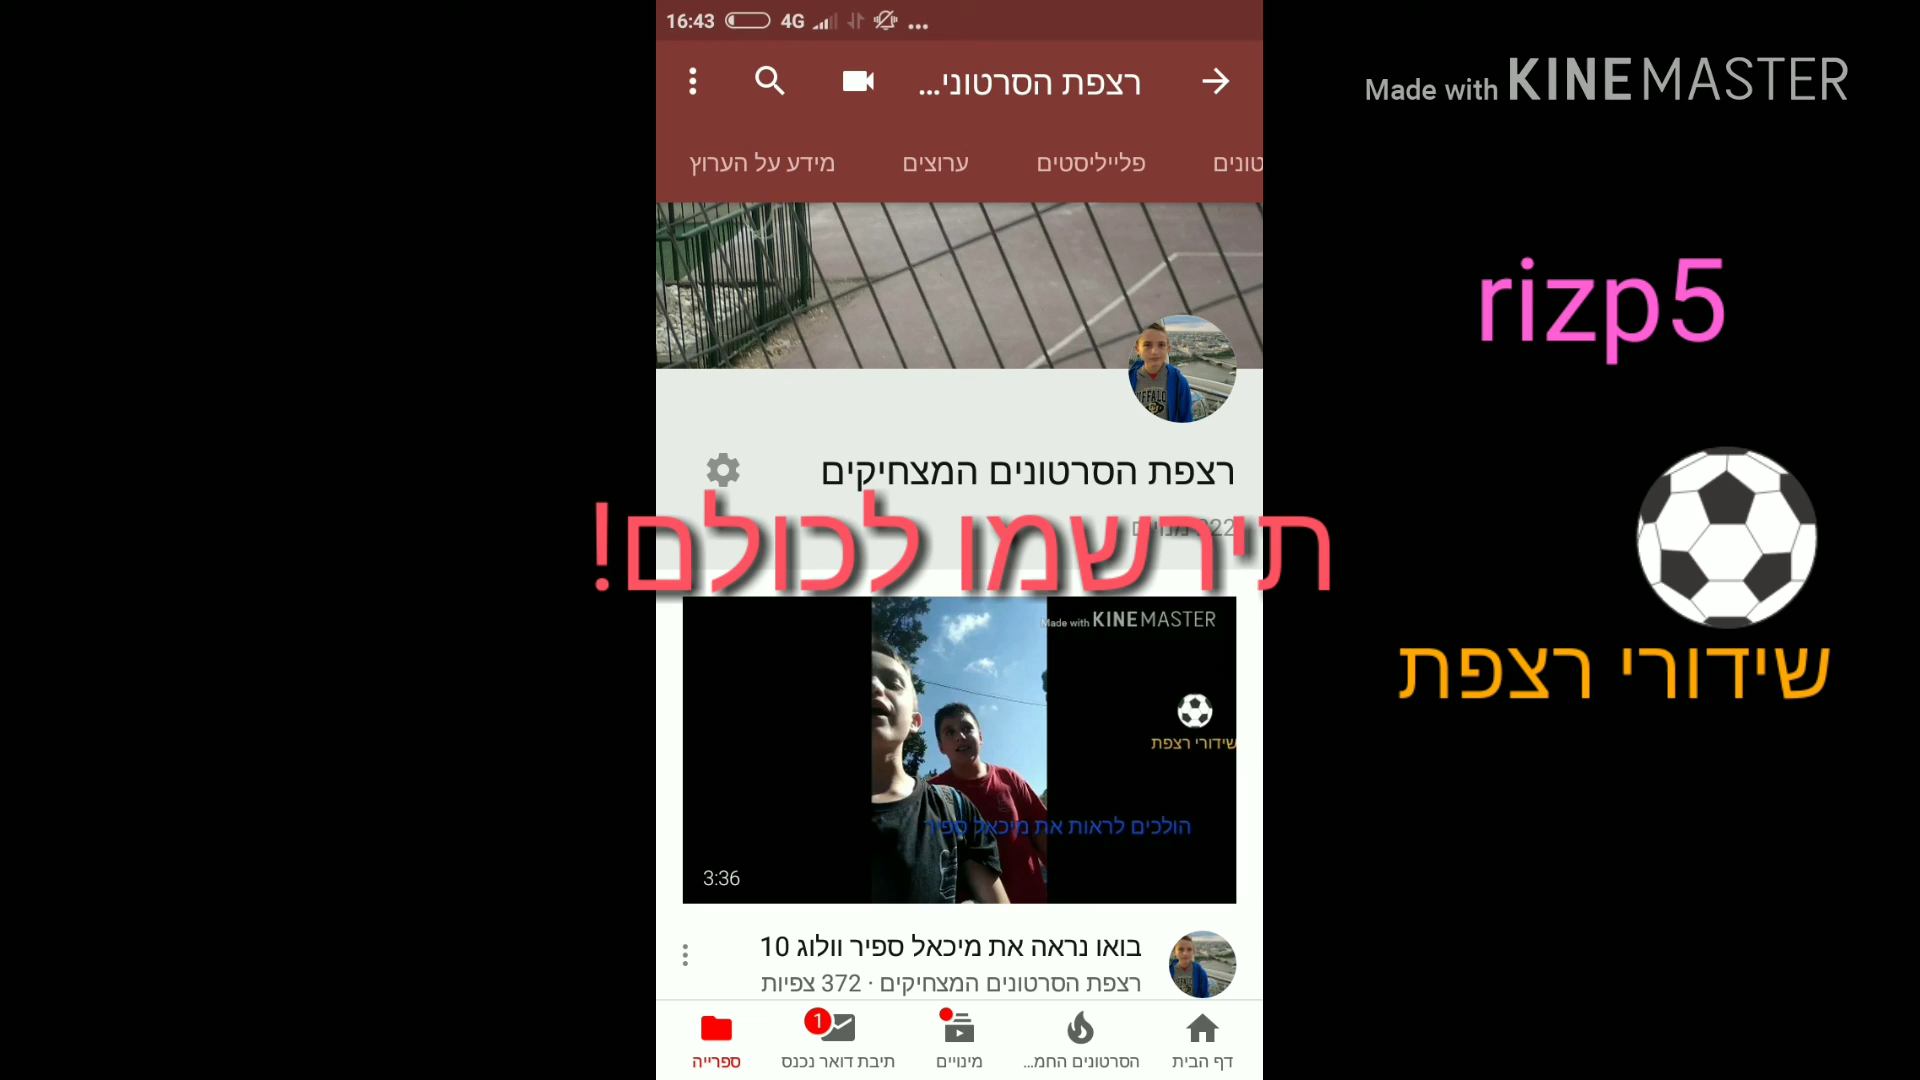 16:43 4G ...
Made with KINEMASTER
רצפת הסרטוני...
טונים פלייליסטים ערוצים מידע על הערוץ
rizp5
רצפת הסרטונים המצחיקים
תירשמו לכולם!
שידורי רצפת
Made with KINEMASTER
שידורי רצפת
הולכים לראות את מיכאל ספיר
3:36
בואו נראה את מיכאל ספיר וולוג 10
רצפת הסרטונים המצחיקים · 372 צפיות
1
דף הבית הסרטונים החמ... מינויים תיבת דואר נכנס ספרייה